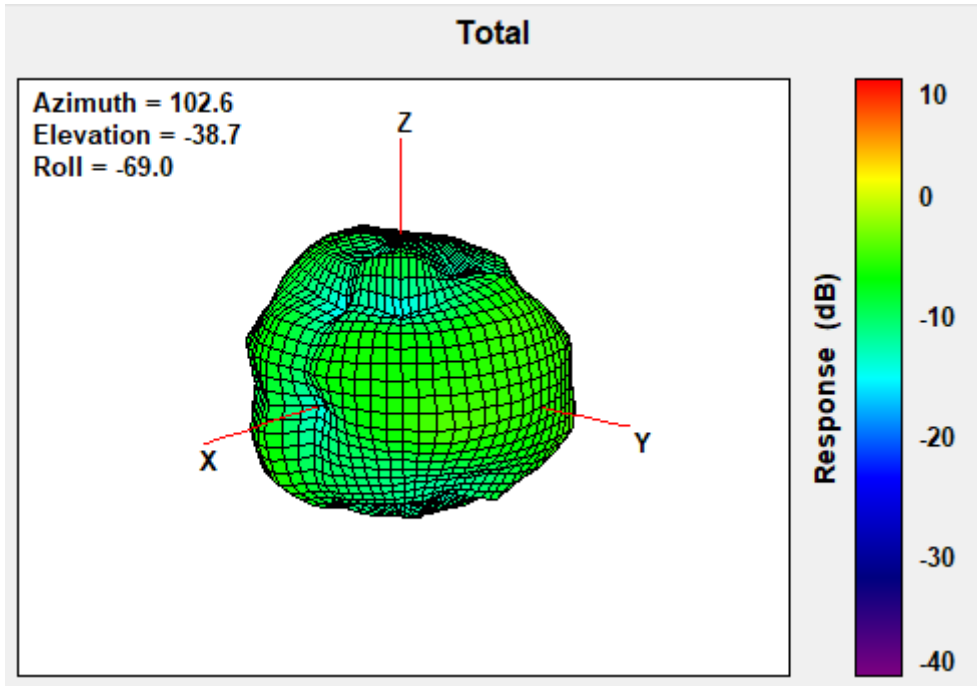 Total
Azimuth = 102.6
Elevation = -38.7
Roll = -69.0
Z
X
Y
Response (dB)
10
0
-10
-20
-30
-40